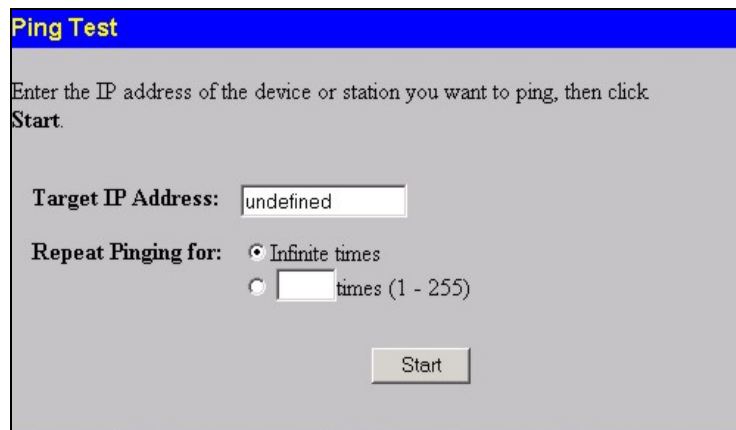 Ping Test
Enter the IP address of the device or station you want to ping, then click
Start.
Target IP Address: undefined
Repeat Pinging for: Infinite times
times (1 - 255)
Start